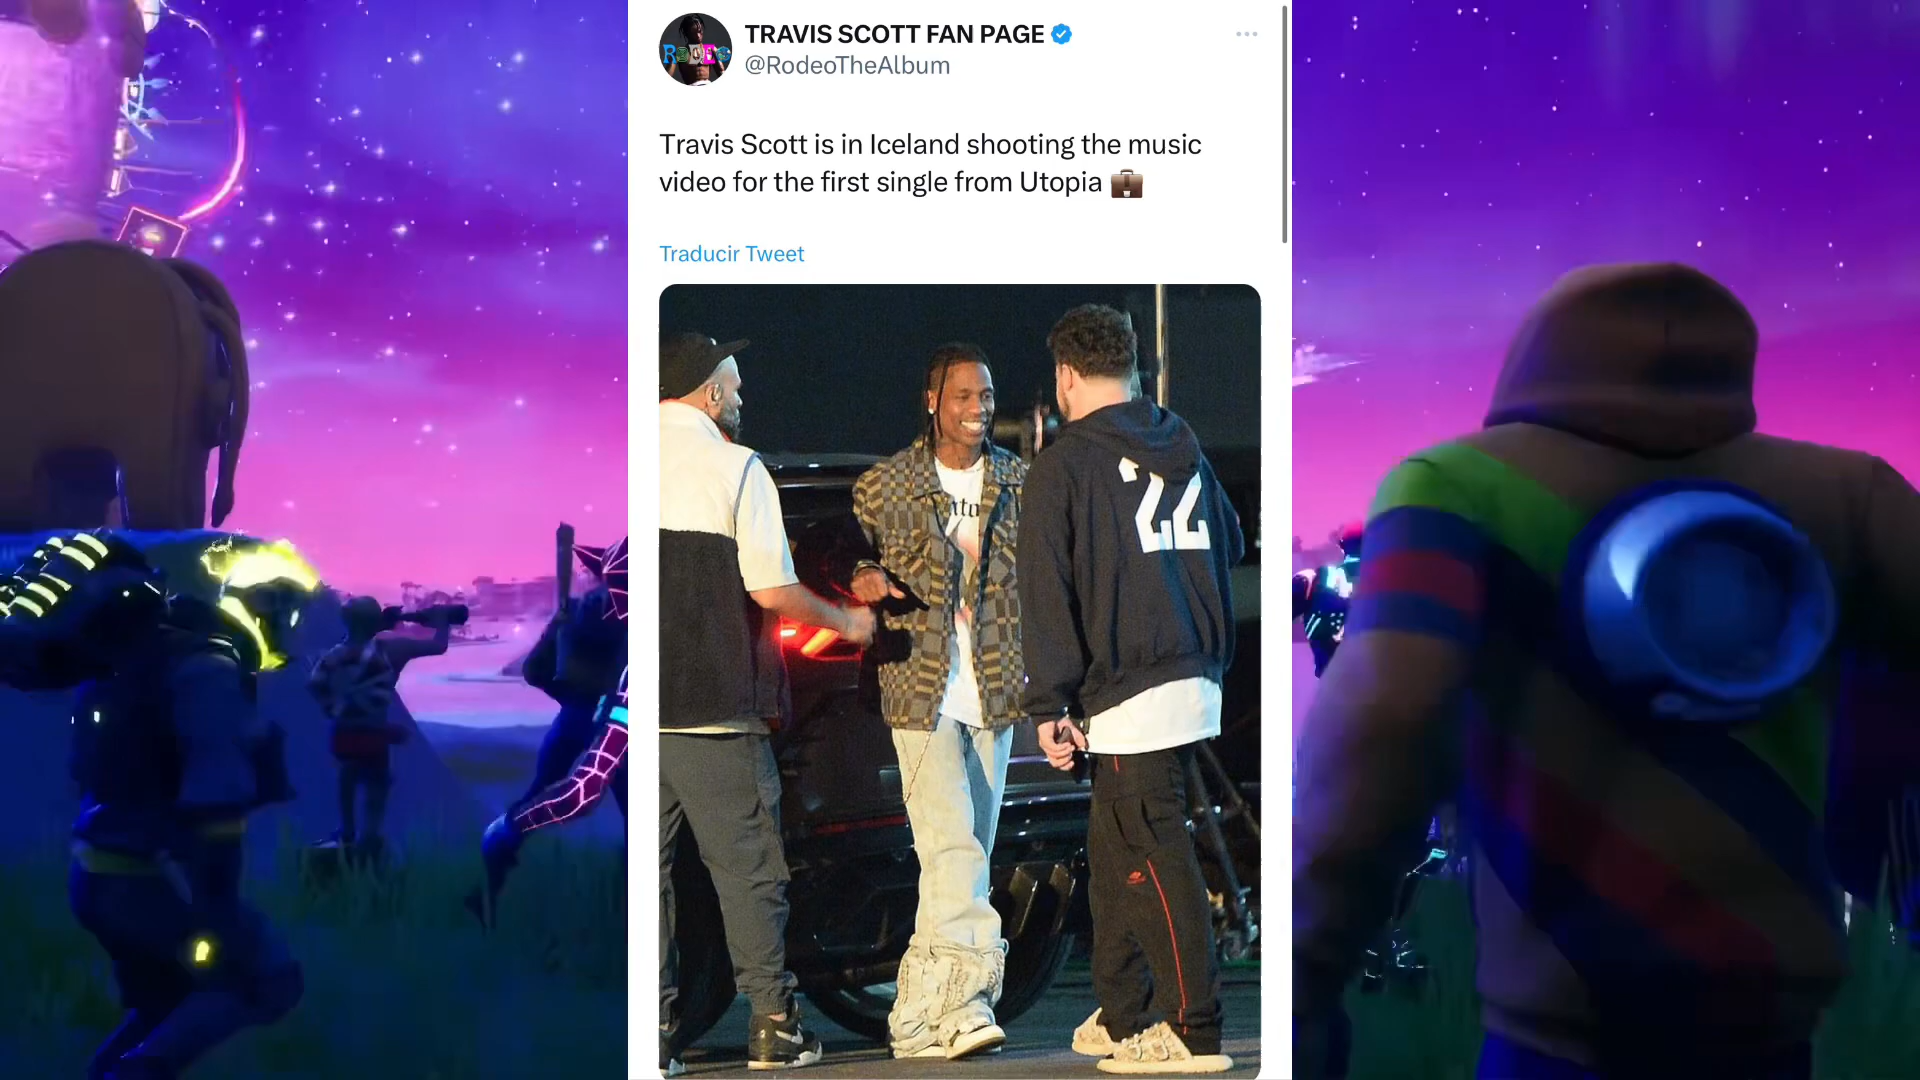 TRAVIS SCOTT FAN PAGE
@RodeoTheAlbum
Travis Scott is in Iceland shooting the music
video for the first single from Utopia
Traducir Tweet
22